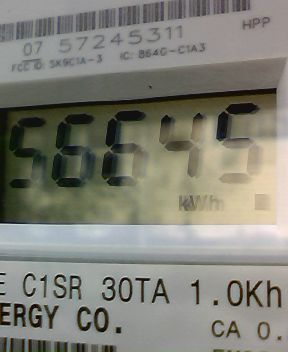 07 57245311
HPP
FCC ID: SK9C1A-3 IC: 864G-C1A3
56645
kWh
E C1SR 30TA 1.0Kh
ERGY CO.
CA 0.